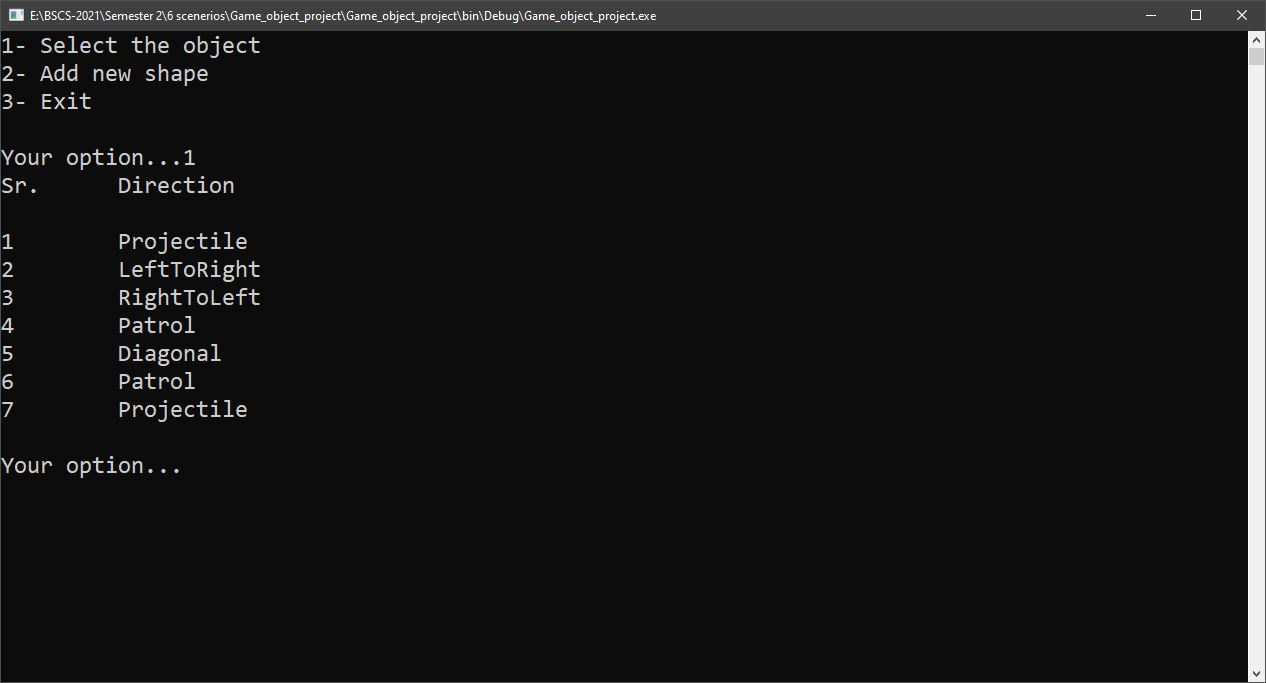 E:\BSCS-2021\Semester 2\6 scenerios\Game_object_project\Game_object_project\bin\Debug\Game_object_project.exe
1- Select the object
2- Add new shape
3- Exit
Your option...1
Sr. Direction
1 Projectile
2 LeftToRight
3 RightToLeft
4 Patrol
5 Diagonal
6 Patrol
7 Projectile
Your option...